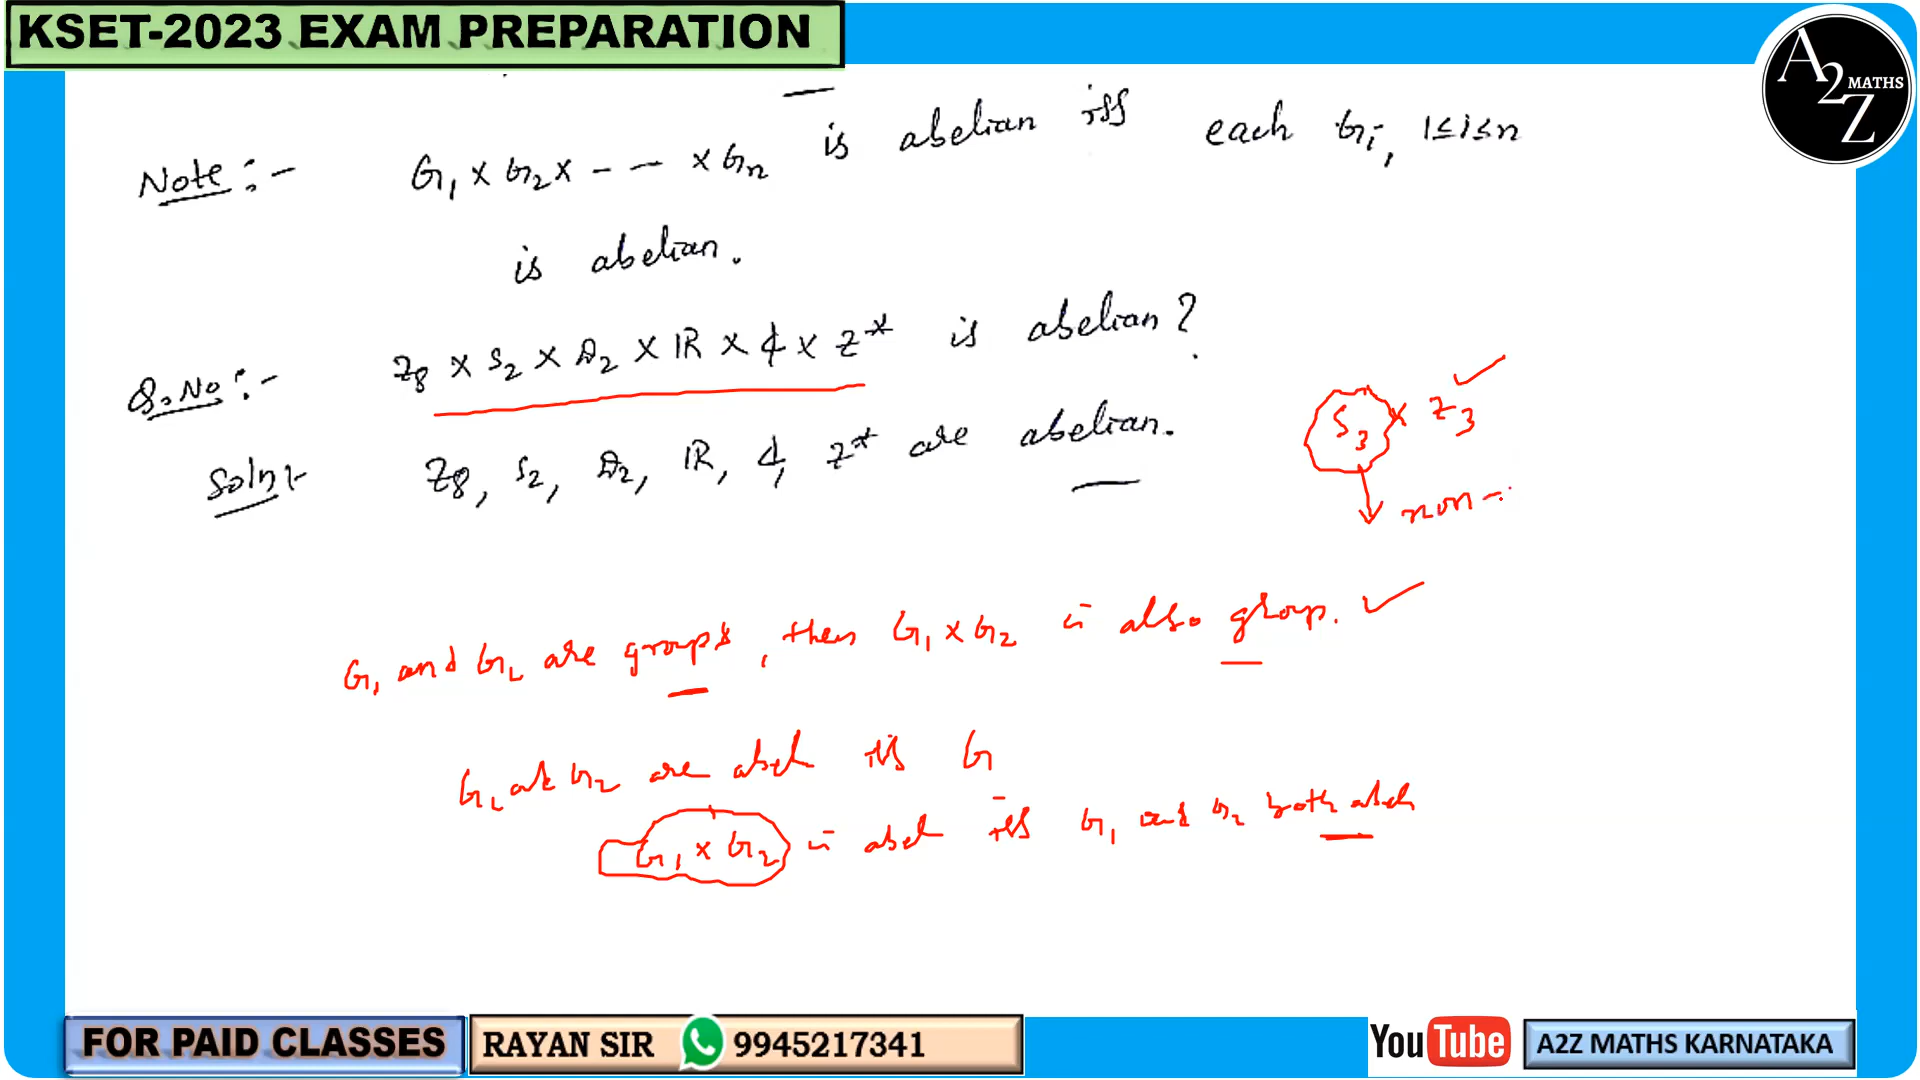 KSET-2023 EXAM PREPARATION
A2Z MATHS
Note :- G₁ × G₂ × - - × Gₙ is abelian iff each Gᵢ, 1≤i≤n
is abelian.
Q.No :- Z₈ × S₂ × D₂ × ℝ × ℂ × Z* is abelian?
Soln:- Z₈, S₂, D₂, ℝ, ℂ, Z* are abelian.
S₃ × Z₃ ✓
non -
G₁ and G₂ are groups, then G₁ × G₂ is also group. ✓
G₁ and G₂ are abel iff G
G₁ × G₂ is abel iff G₁ and G₂ both abel
FOR PAID CLASSES
RAYAN SIR 9945217341
YouTube
A2Z MATHS KARNATAKA